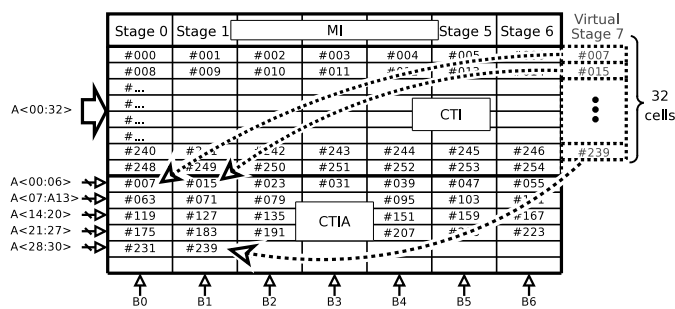 Virtual
Stage 0 Stage 1 MI Stage 5 Stage 6 Stage 7
#000 #001 #002 #003 #004 #005 #007
#008 #009 #010 #011 #015
#...
#...
A<00:32> #... CTI 32 cells
#...
#240 #243 #244 #245 #246 #239
#248 #249 #250 #251 #252 #253 #254
A<00:06> #007 #015 #023 #031 #039 #047 #055
A<07:A13> #063 #071 #079 #095 #103
A<14:20> #119 #127 #135 CTIA #151 #159 #167
A<21:27> #175 #183 #191 #207 #223
A<28:30> #231 #239
B0 B1 B2 B3 B4 B5 B6